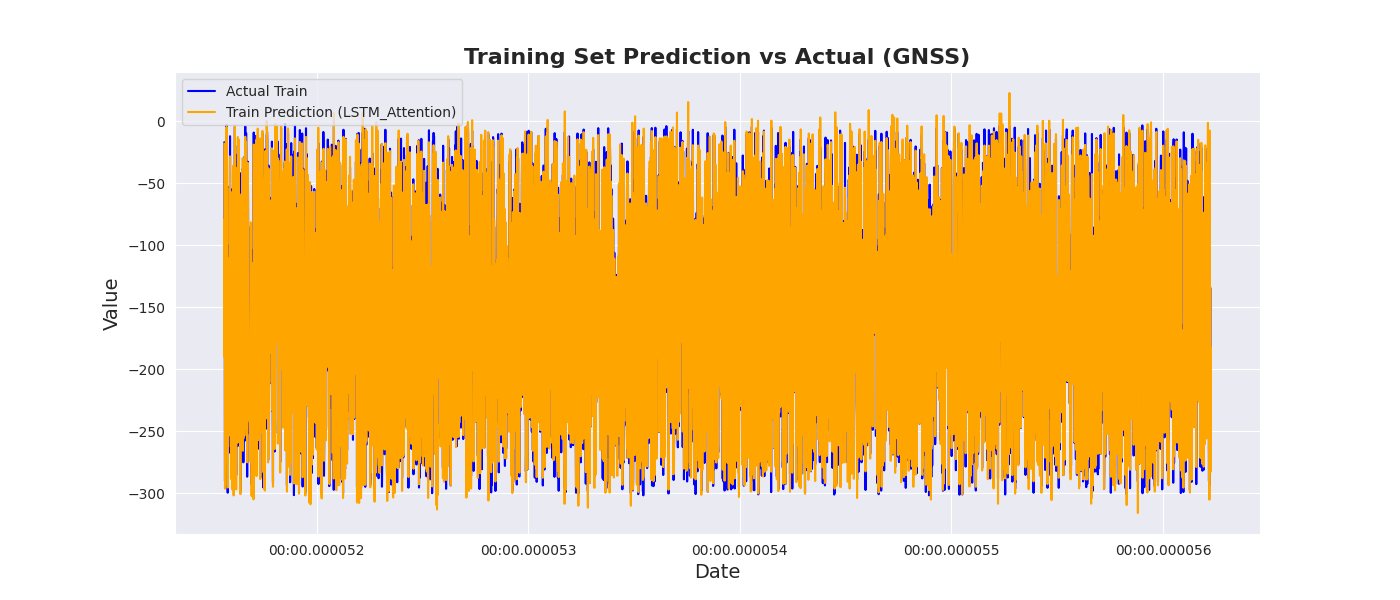 Training Set Prediction vs Actual (GNSS)
Actual Train
Train Prediction (LSTM_Attention)
Value
0
−50
−100
−150
−200
−250
−300
00:00.000052 00:00.000053 00:00.000054 00:00.000055 00:00.000056
Date